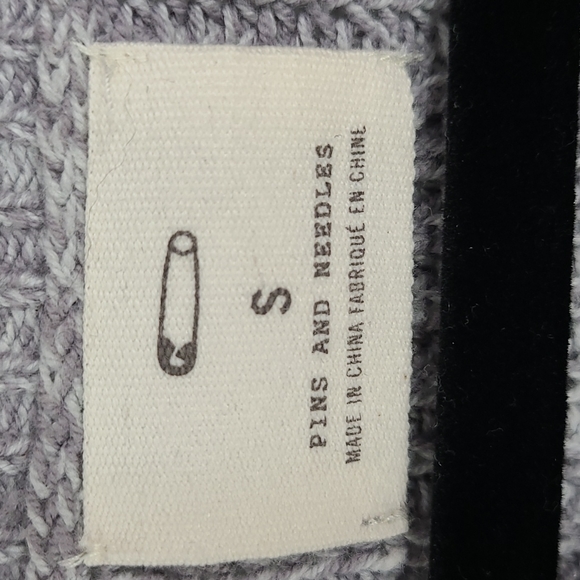 S
PINS AND NEEDLES
MADE IN CHINA FABRIQUÉ EN CHINE